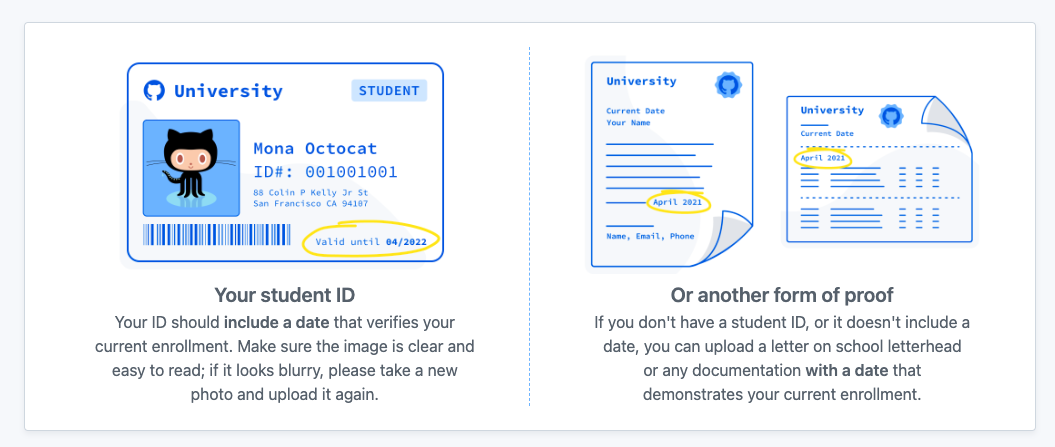 University
STUDENT
Mona Octocat
ID#: 001001001
88 Colin P Kelly Jr St
San Francisco CA 94107
Valid until 04/2022
Your student ID
Your ID should include a date that verifies your
current enrollment. Make sure the image is clear and
easy to read; if it looks blurry, please take a new
photo and upload it again.
University
Current Date
Your Name
April 2021
Name, Email, Phone
University
Current Date
April 2021
Or another form of proof
If you don't have a student ID, or it doesn't include a
date, you can upload a letter on school letterhead
or any documentation with a date that
demonstrates your current enrollment.